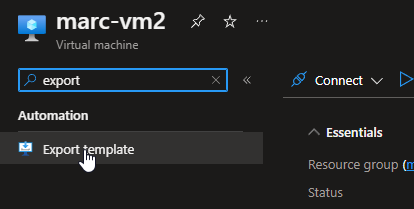 marc-vm2
Virtual machine
export
Connect
Automation
Export template
Essentials
Resource group (m
Status